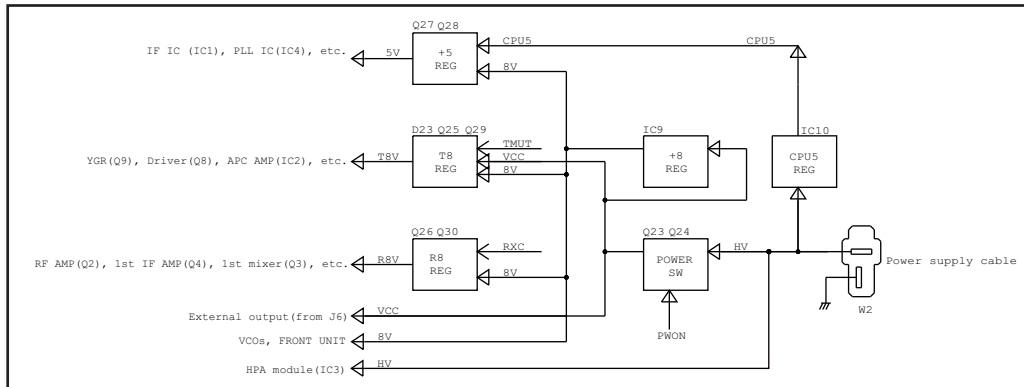 Q27 Q28
IF IC (IC1), PLL IC(IC4), etc.
5V
+5
REG
CPU5
CPU5
8V
D23 Q25 Q29
IC9
IC10
YGR(Q9), Driver(Q8), APC AMP(IC2), etc.
T8V
T8
REG
TMUT
VCC
8V
+8
REG
CPU5
REG
Q26 Q30
Q23 Q24
RF AMP(Q2), 1st IF AMP(Q4), 1st mixer(Q3), etc.
R8V
R8
REG
RXC
8V
POWER
SW
HV
Power supply cable
W2
External output(from J6)
VCC
PWON
VCOs, FRONT UNIT
8V
HPA module(IC3)
HV